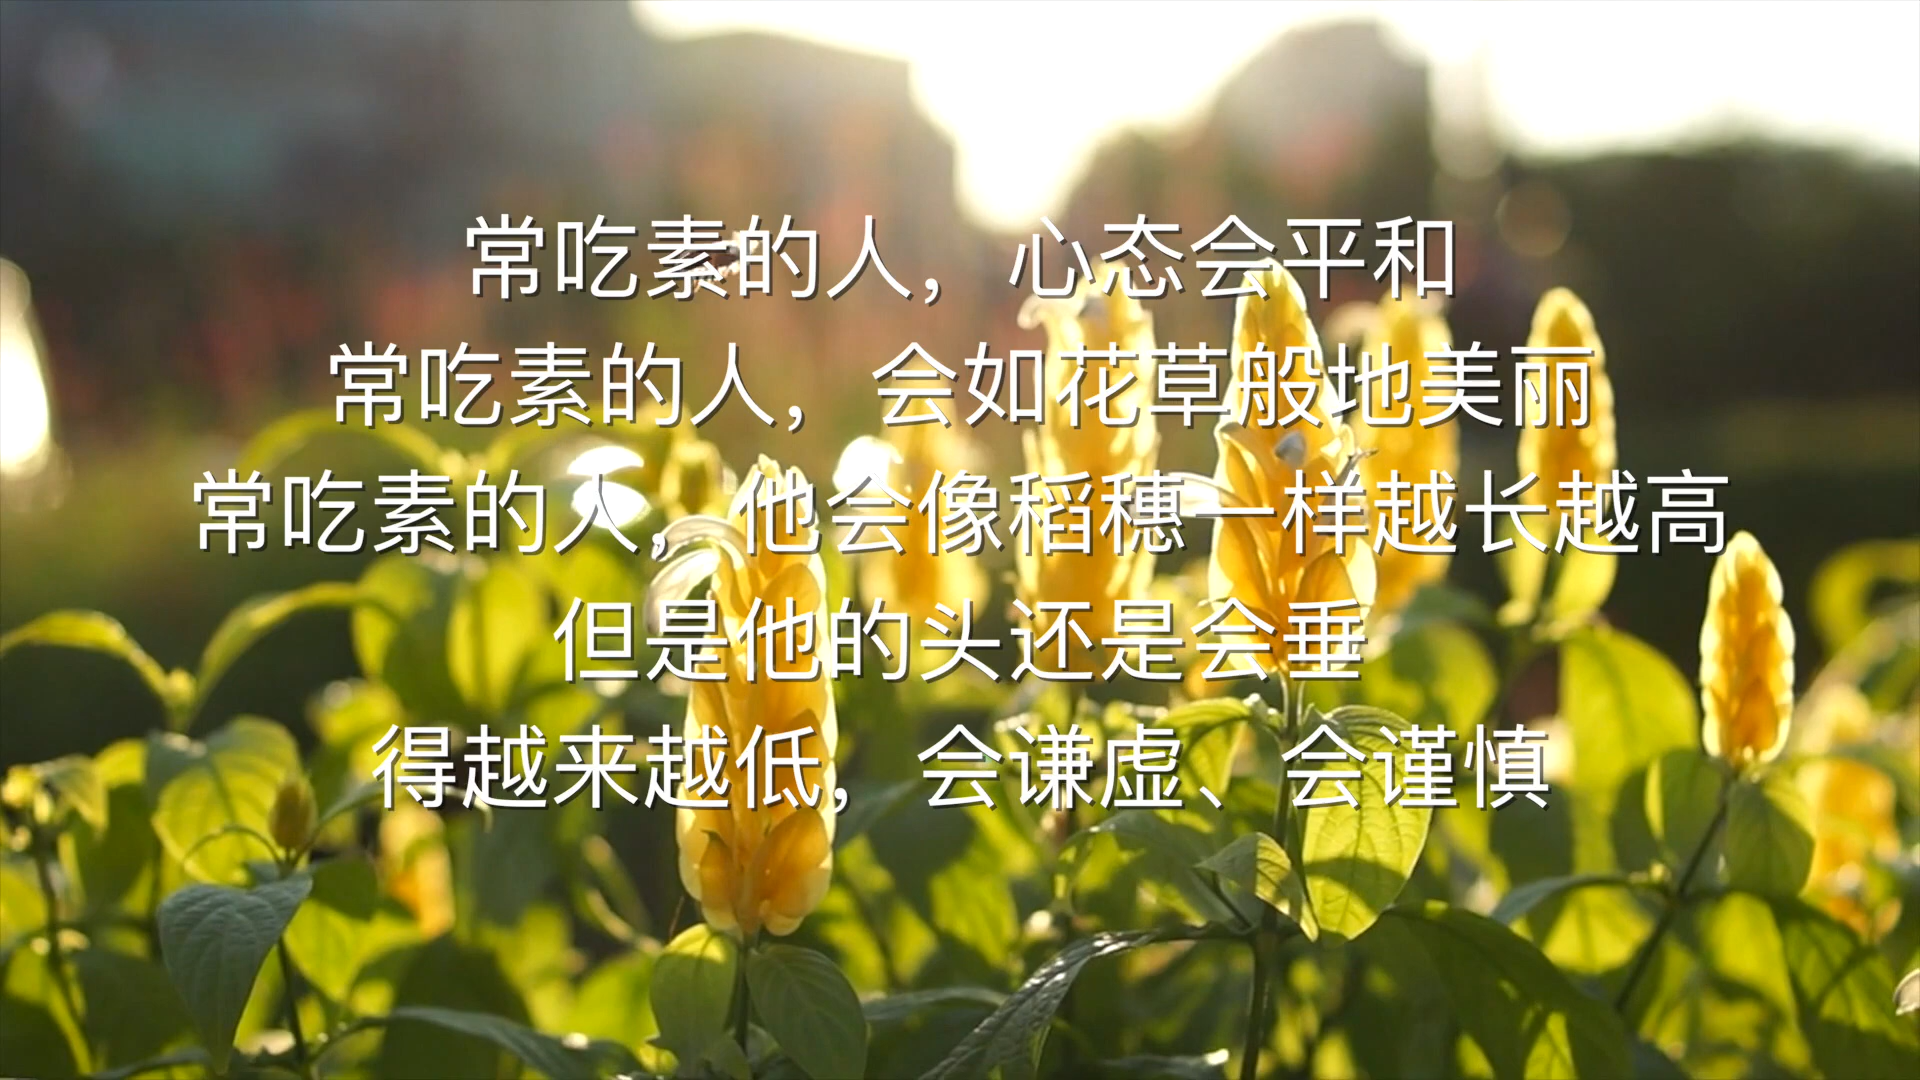 常吃素的人，心态会平和
常吃素的人，会如花草般地美丽
常吃素的人，他会像稻穗一样越长越高
但是他的头还是会垂
得越来越低，会谦虚、会谨慎